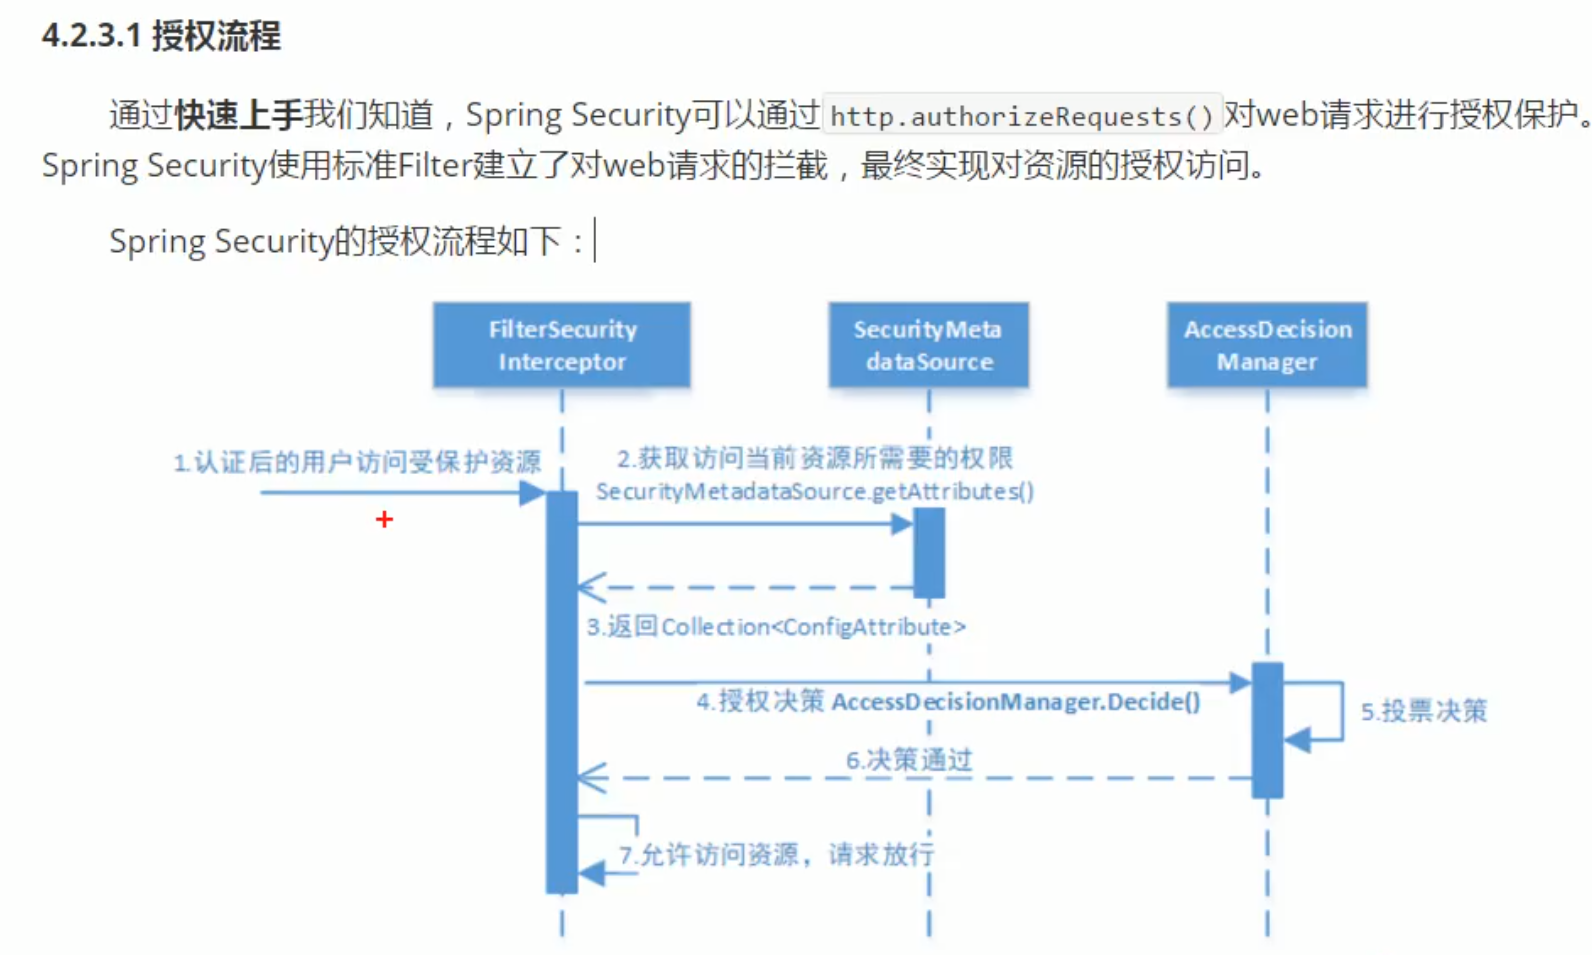 4.2.3.1 授权流程
通过快速上手我们知道，Spring Security可以通过 http.authorizeRequests() 对web请求进行授权保护。
Spring Security使用标准Filter建立了对web请求的拦截，最终实现对资源的授权访问。
Spring Security的授权流程如下：
FilterSecurity
Interceptor
SecurityMeta
dataSource
AccessDecision
Manager
1.认证后的用户访问受保护资源
2.获取访问当前资源所需要的权限
SecurityMetadataSource.getAttributes()
3.返回Collection<ConfigAttribute>
4.授权决策 AccessDecisionManager.Decide()
5.投票决策
6.决策通过
7.允许访问资源，请求放行